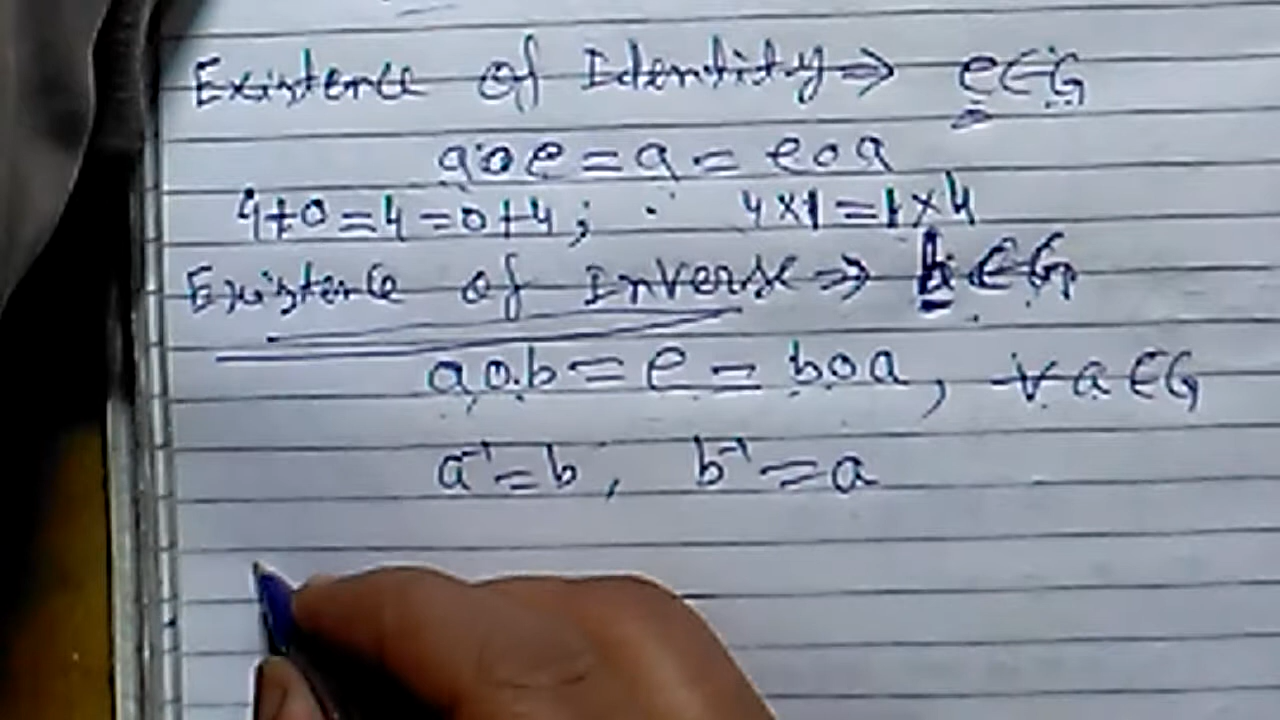 Existence of Identity ⇒ e∈G
aoe = a = eoa
4+0=4=0+4; 4×1=1×4
Existence of Inverse ⇒ b∈G
aob = e = boa, ∀a∈G
a⁻¹=b, b⁻¹=a